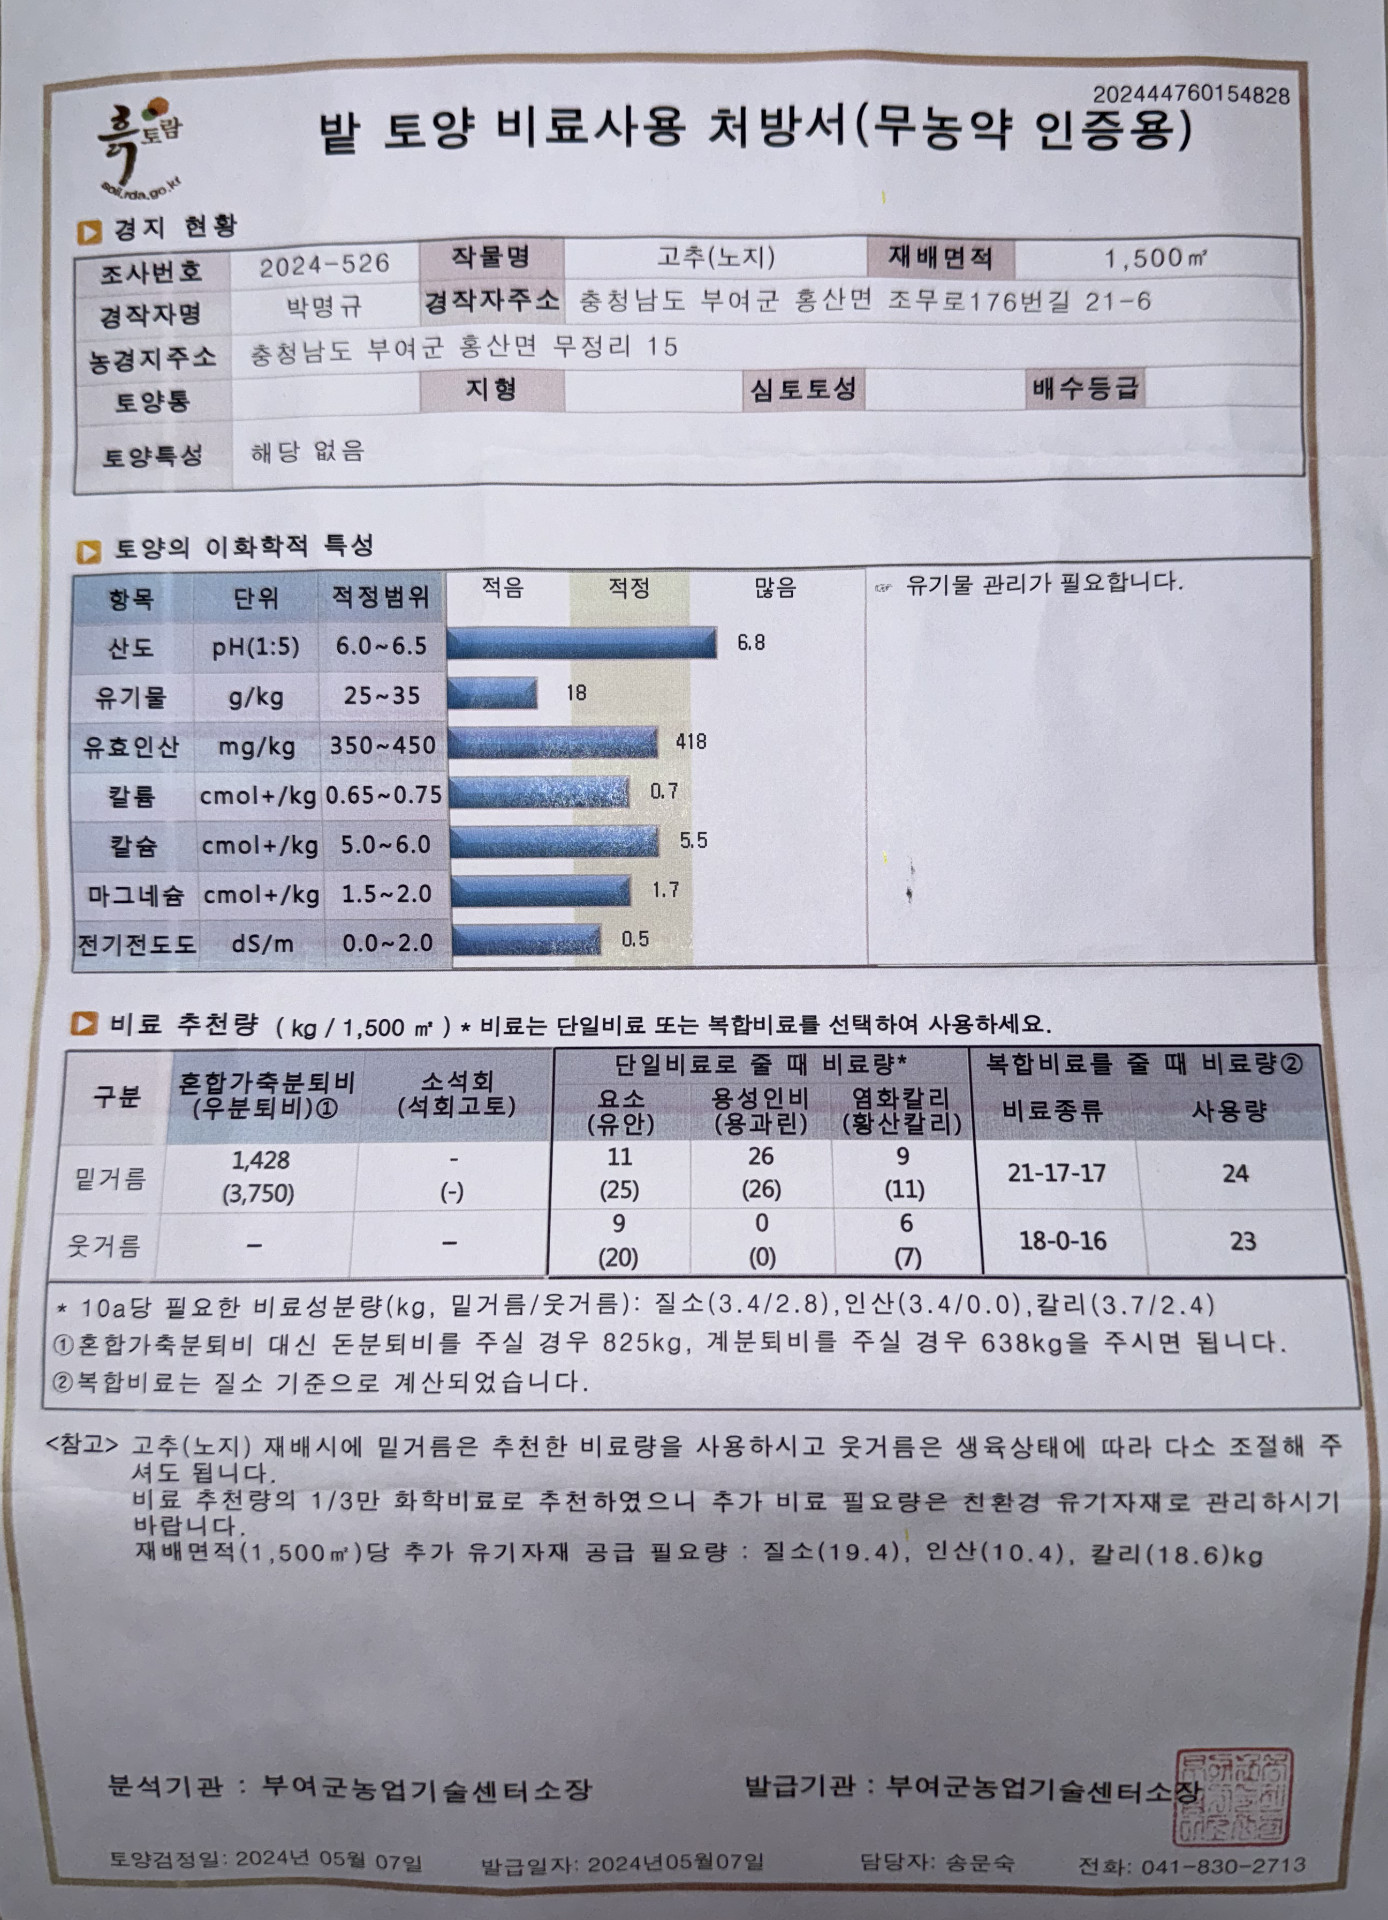 202444760154828
흙토람
soil.rda.go.kr
밭 토양 비료사용 처방서(무농약 인증용)
경지 현황
조사번호 2024-526 작물명 고추(노지) 재배면적 1,500㎡
경작자명 박명규 경작자주소 충청남도 부여군 홍산면 조무로176번길 21-6
농경지주소 충청남도 부여군 홍산면 무정리 15
토양통 지형 심토토성 배수등급
토양특성 해당 없음
토양의 이화학적 특성
항목 단위 적정범위 적음 적정 많음 ☞ 유기물 관리가 필요합니다.
산도 pH(1:5) 6.0~6.5 6.8
유기물 g/kg 25~35 18
유효인산 mg/kg 350~450 418
칼륨 cmol+/kg 0.65~0.75 0.7
칼슘 cmol+/kg 5.0~6.0 5.5
마그네슘 cmol+/kg 1.5~2.0 1.7
전기전도도 dS/m 0.0~2.0 0.5
비료 추천량 (kg / 1,500 ㎡) * 비료는 단일비료 또는 복합비료를 선택하여 사용하세요.
구분 혼합가축분퇴비 (우분퇴비)① 소석회 (석회고토) 단일비료로 줄 때 비료량* 복합비료를 줄 때 비료량②
요소 (유안) 용성인비 (용과린) 염화칼리 (황산칼리) 비료종류 사용량
밑거름 1,428 - 11 26 9 21-17-17 24
(3,750) (-) (25) (26) (11)
웃거름 – – 9 0 6 18-0-16 23
(20) (0) (7)
* 10a당 필요한 비료성분량(kg, 밑거름/웃거름): 질소(3.4/2.8),인산(3.4/0.0),칼리(3.7/2.4)
①혼합가축분퇴비 대신 돈분퇴비를 주실 경우 825kg, 계분퇴비를 주실 경우 638kg을 주시면 됩니다.
②복합비료는 질소 기준으로 계산되었습니다.
<참고> 고추(노지) 재배시에 밑거름은 추천한 비료량을 사용하시고 웃거름은 생육상태에 따라 다소 조절해 주
셔도 됩니다.
비료 추천량의 1/3만 화학비료로 추천하였으니 추가 비료 필요량은 친환경 유기자재로 관리하시기
바랍니다.
재배면적(1,500㎡)당 추가 유기자재 공급 필요량 : 질소(19.4), 인산(10.4), 칼리(18.6)kg
분석기관 : 부여군농업기술센터소장 발급기관 : 부여군농업기술센터소장
토양검정일: 2024년 05월 07일 발급일자: 2024년05월07일 담당자: 송문숙 전화: 041-830-2713